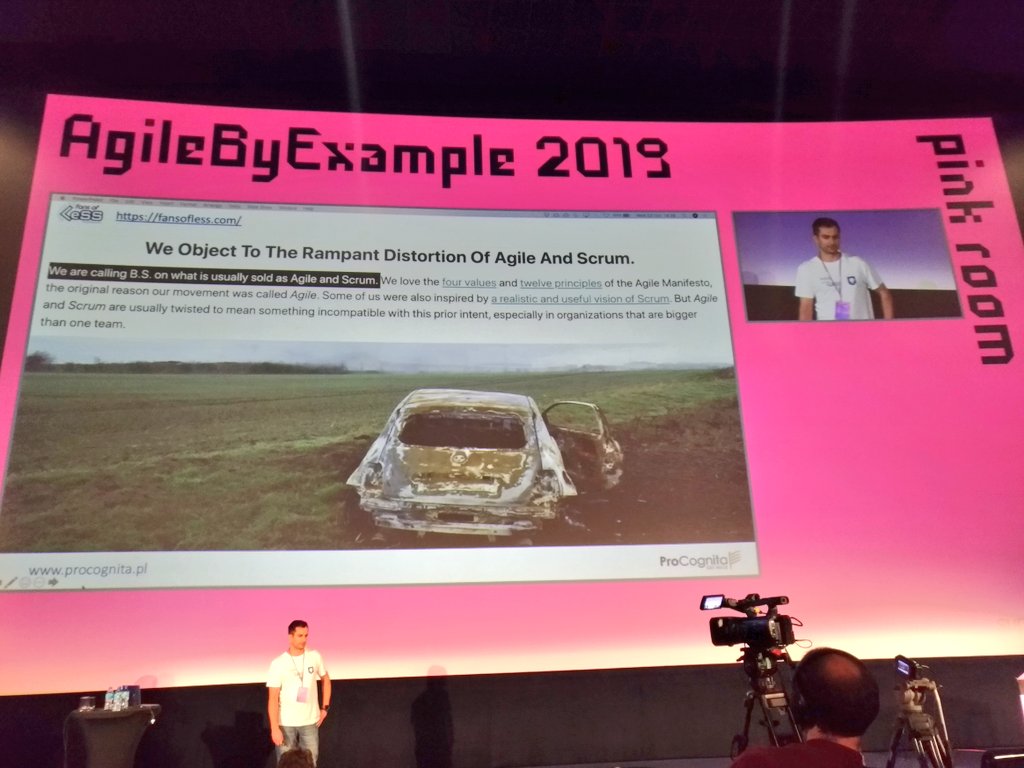 AgileByExample 2019
pink room
fans of
LeSS
https://fansofless.com/
We Object To The Rampant Distortion Of Agile And Scrum.
We are calling B.S. on what is usually sold as Agile and Scrum. We love the four values and twelve principles of the Agile Manifesto,
the original reason our movement was called Agile. Some of us were also inspired by a realistic and useful vision of Scrum. But Agile
and Scrum are usually twisted to mean something incompatible with this prior intent, especially in organizations that are bigger
than one team.
www.procognita.pl
ProCognita